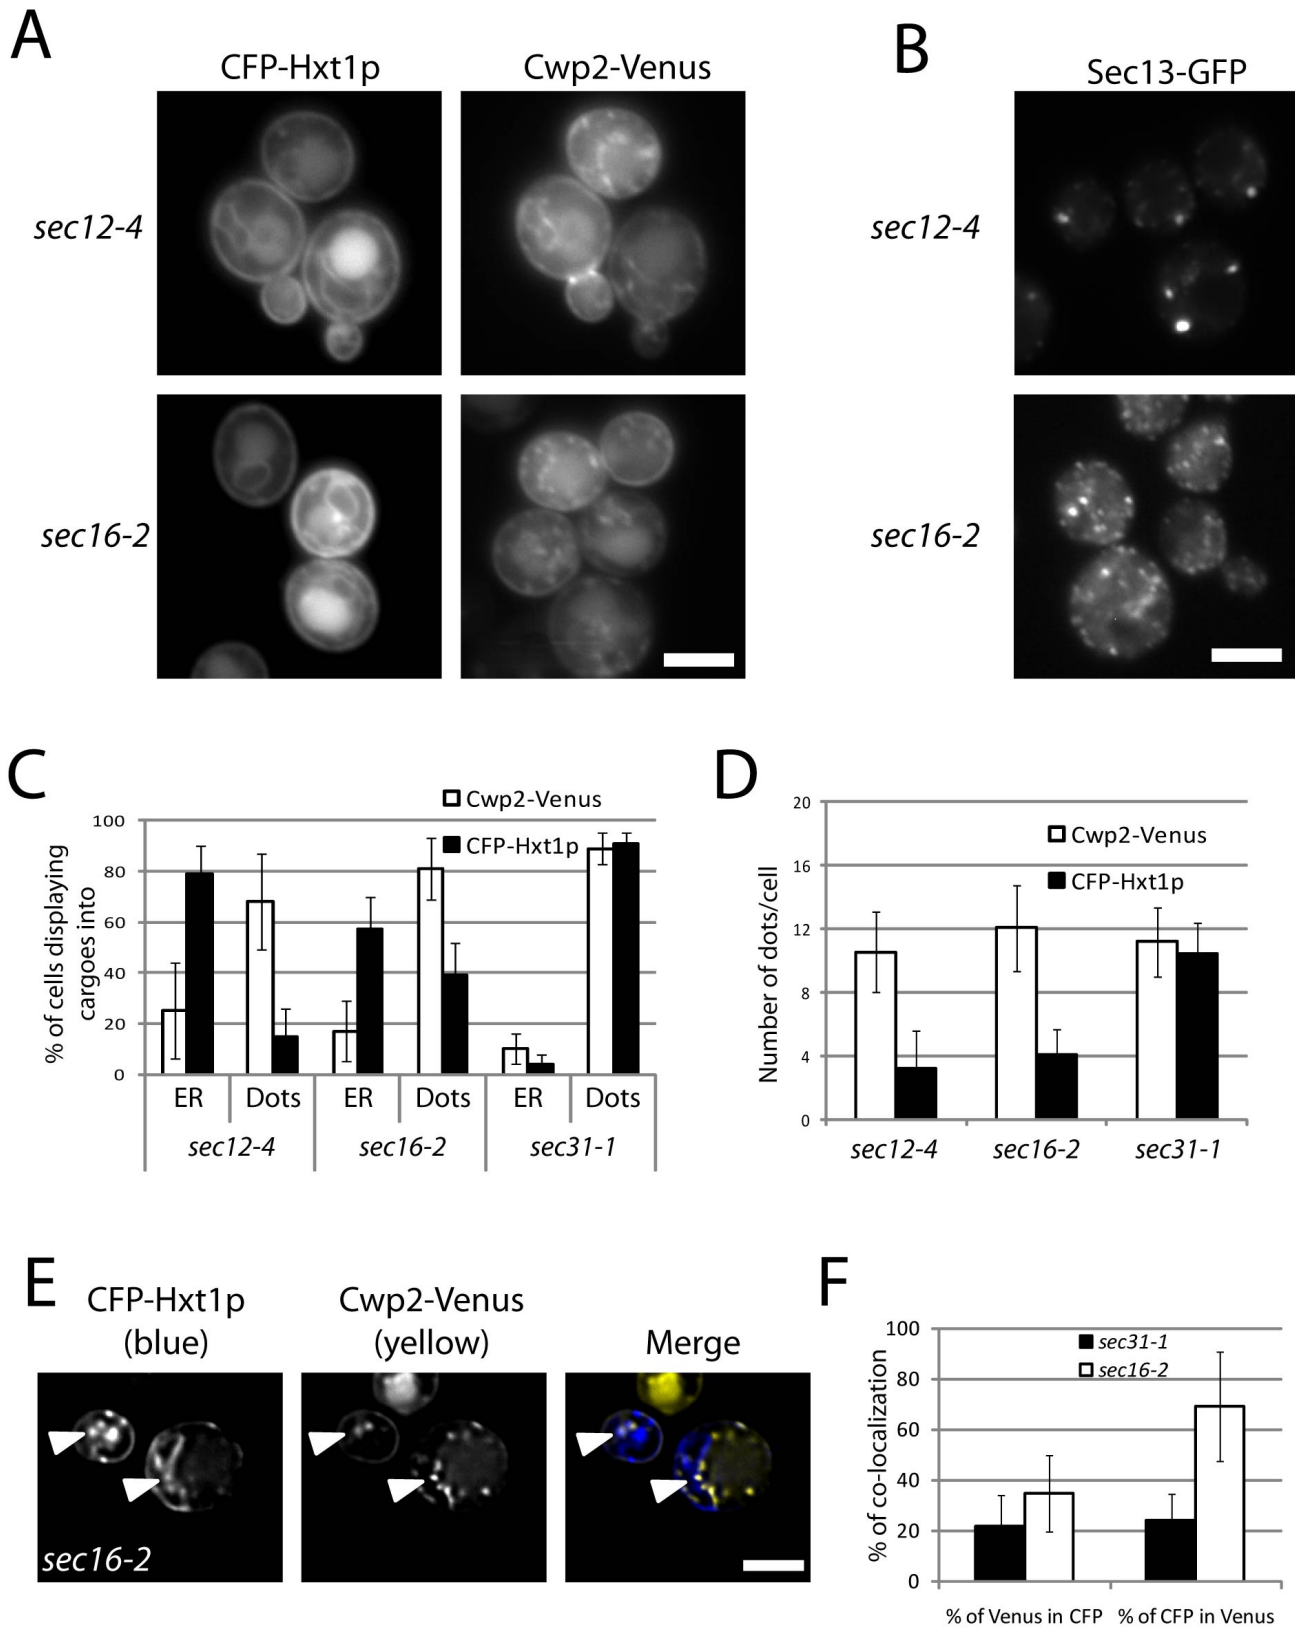 A
CFP-Hxt1p
Cwp2-Venus
sec12-4
sec16-2
B
Sec13-GFP
sec12-4
sec16-2
C
% of cells displaying
cargoes into
Cwp2-Venus
CFP-Hxt1p
100
80
60
40
20
0
ER
Dots
ER
Dots
ER
Dots
sec12-4
sec16-2
sec31-1
D
Number of dots/cell
Cwp2-Venus
CFP-Hxt1p
20
16
12
8
4
0
sec12-4
sec16-2
sec31-1
E
CFP-Hxt1p
(blue)
Cwp2-Venus
(yellow)
Merge
sec16-2
F
% of co-localization
sec31-1
sec16-2
100
80
60
40
20
0
% of Venus in CFP
% of CFP in Venus